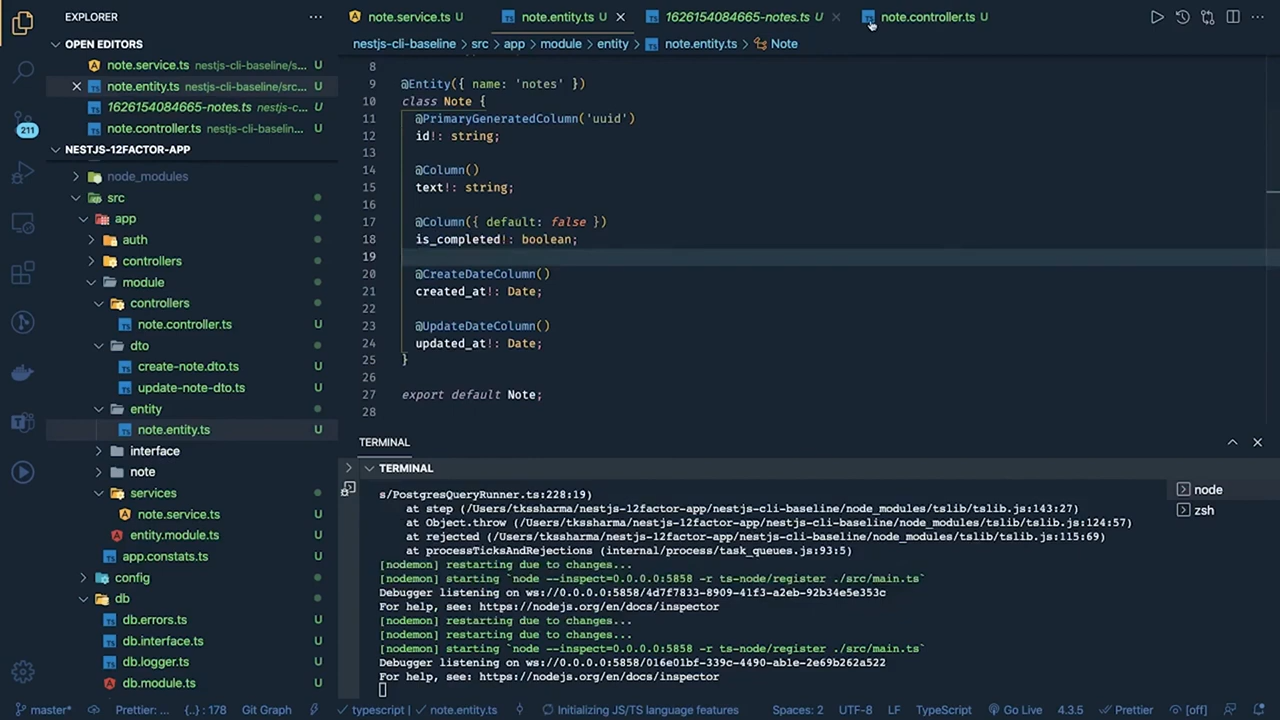 EXPLORER
note.service.ts U
note.entity.ts U
1626154084665-notes.ts U
note.controller.ts U
OPEN EDITORS
note.service.ts nestjs-cli-baseline/s... U
note.entity.ts nestjs-cli-baseline/src... U
1626154084665-notes.ts nestjs-c... U
note.controller.ts nestjs-cli-baselin... U
NESTJS-12FACTOR-APP
node_modules
src
app
auth
controllers
module
controllers
note.controller.ts U
dto
create-note.dto.ts U
update-note-dto.ts U
entity
note.entity.ts U
interface
note
services
note.service.ts U
entity.module.ts U
app.constats.ts U
config
db
db.errors.ts U
db.interface.ts U
db.logger.ts U
db.module.ts U
211
nestjs-cli-baseline > src > app > module > entity > note.entity.ts > Note
8
9 @Entity({ name: 'notes' })
10 class Note {
11 @PrimaryGeneratedColumn('uuid')
12 id!: string;
13
14 @Column()
15 text!: string;
16
17 @Column({ default: false })
18 is_completed!: boolean;
19
20 @CreateDateColumn()
21 created_at!: Date;
22
23 @UpdateDateColumn()
24 updated_at!: Date;
25 }
26
27 export default Note;
28
TERMINAL
TERMINAL
s/PostgresQueryRunner.ts:228:19)
at step (/Users/tkssharma/nestjs-12factor-app/nestjs-cli-baseline/node_modules/tslib/tslib.js:143:27)
at Object.throw (/Users/tkssharma/nestjs-12factor-app/nestjs-cli-baseline/node_modules/tslib/tslib.js:124:57)
at rejected (/Users/tkssharma/nestjs-12factor-app/nestjs-cli-baseline/node_modules/tslib/tslib.js:115:69)
at processTicksAndRejections (internal/process/task_queues.js:93:5)
[nodemon] restarting due to changes...
[nodemon] starting `node --inspect=0.0.0.0:5858 -r ts-node/register ./src/main.ts`
Debugger listening on ws://0.0.0.0:5858/4d7f7833-8909-41f3-a2eb-92b34e5e353c
For help, see: https://nodejs.org/en/docs/inspector
[nodemon] restarting due to changes...
[nodemon] restarting due to changes...
[nodemon] starting `node --inspect=0.0.0.0:5858 -r ts-node/register ./src/main.ts`
Debugger listening on ws://0.0.0.0:5858/016e01bf-339c-4490-ab1e-2e69b262a522
For help, see: https://nodejs.org/en/docs/inspector
node
zsh
master* Prettier: ... {..} : 178 Git Graph typescript | note.entity.ts Initializing JS/TS language features Spaces: 2 UTF-8 LF TypeScript Go Live 4.3.5 Prettier [off]